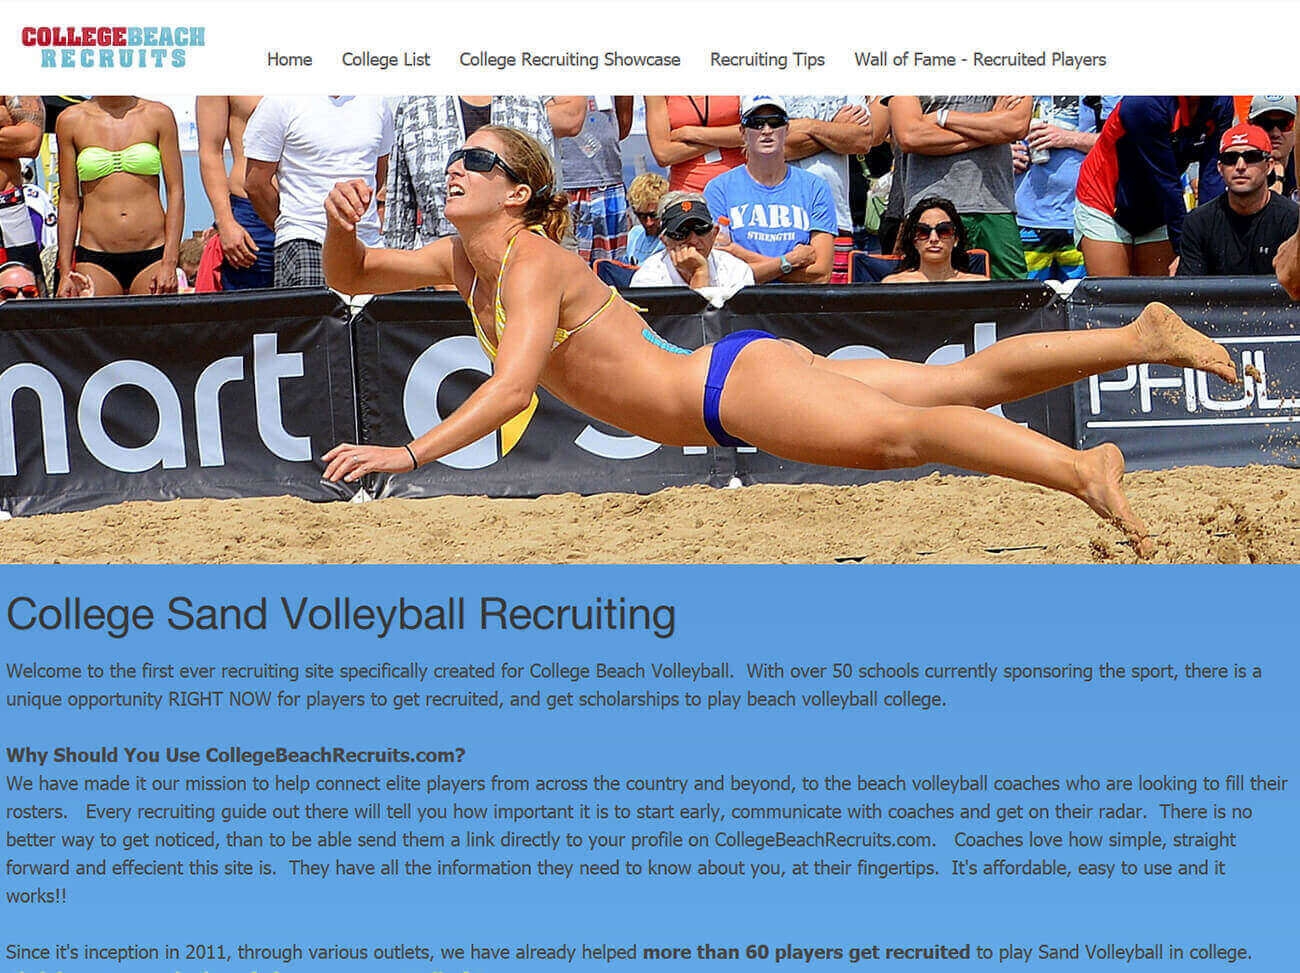 COLLEGEBEACH
RECRUITS
Home College List College Recruiting Showcase Recruiting Tips Wall of Fame - Recruited Players
YARD
STRENGTH
mart
PAUL
College Sand Volleyball Recruiting
Welcome to the first ever recruiting site specifically created for College Beach Volleyball. With over 50 schools currently sponsoring the sport, there is a
unique opportunity RIGHT NOW for players to get recruited, and get scholarships to play beach volleyball college.
Why Should You Use CollegeBeachRecruits.com?
We have made it our mission to help connect elite players from across the country and beyond, to the beach volleyball coaches who are looking to fill their
rosters. Every recruiting guide out there will tell you how important it is to start early, communicate with coaches and get on their radar. There is no
better way to get noticed, than to be able send them a link directly to your profile on CollegeBeachRecruits.com. Coaches love how simple, straight
forward and effecient this site is. They have all the information they need to know about you, at their fingertips. It's affordable, easy to use and it
works!!
Since it's inception in 2011, through various outlets, we have already helped more than 60 players get recruited to play Sand Volleyball in college.